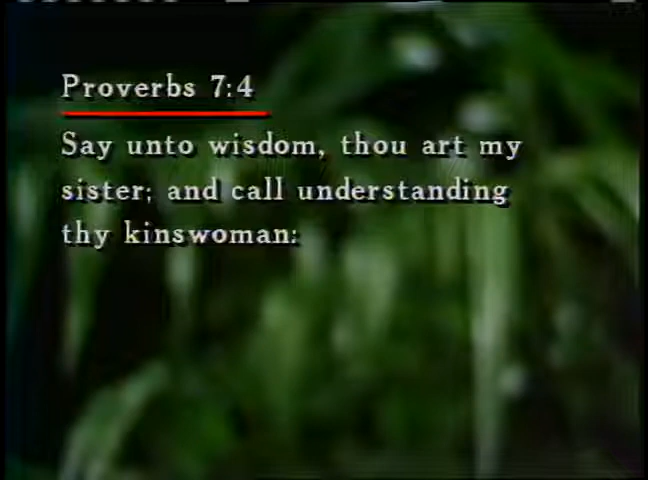 Proverbs 7:4
Say unto wisdom, thou art my
sister; and call understanding
thy kinswoman: